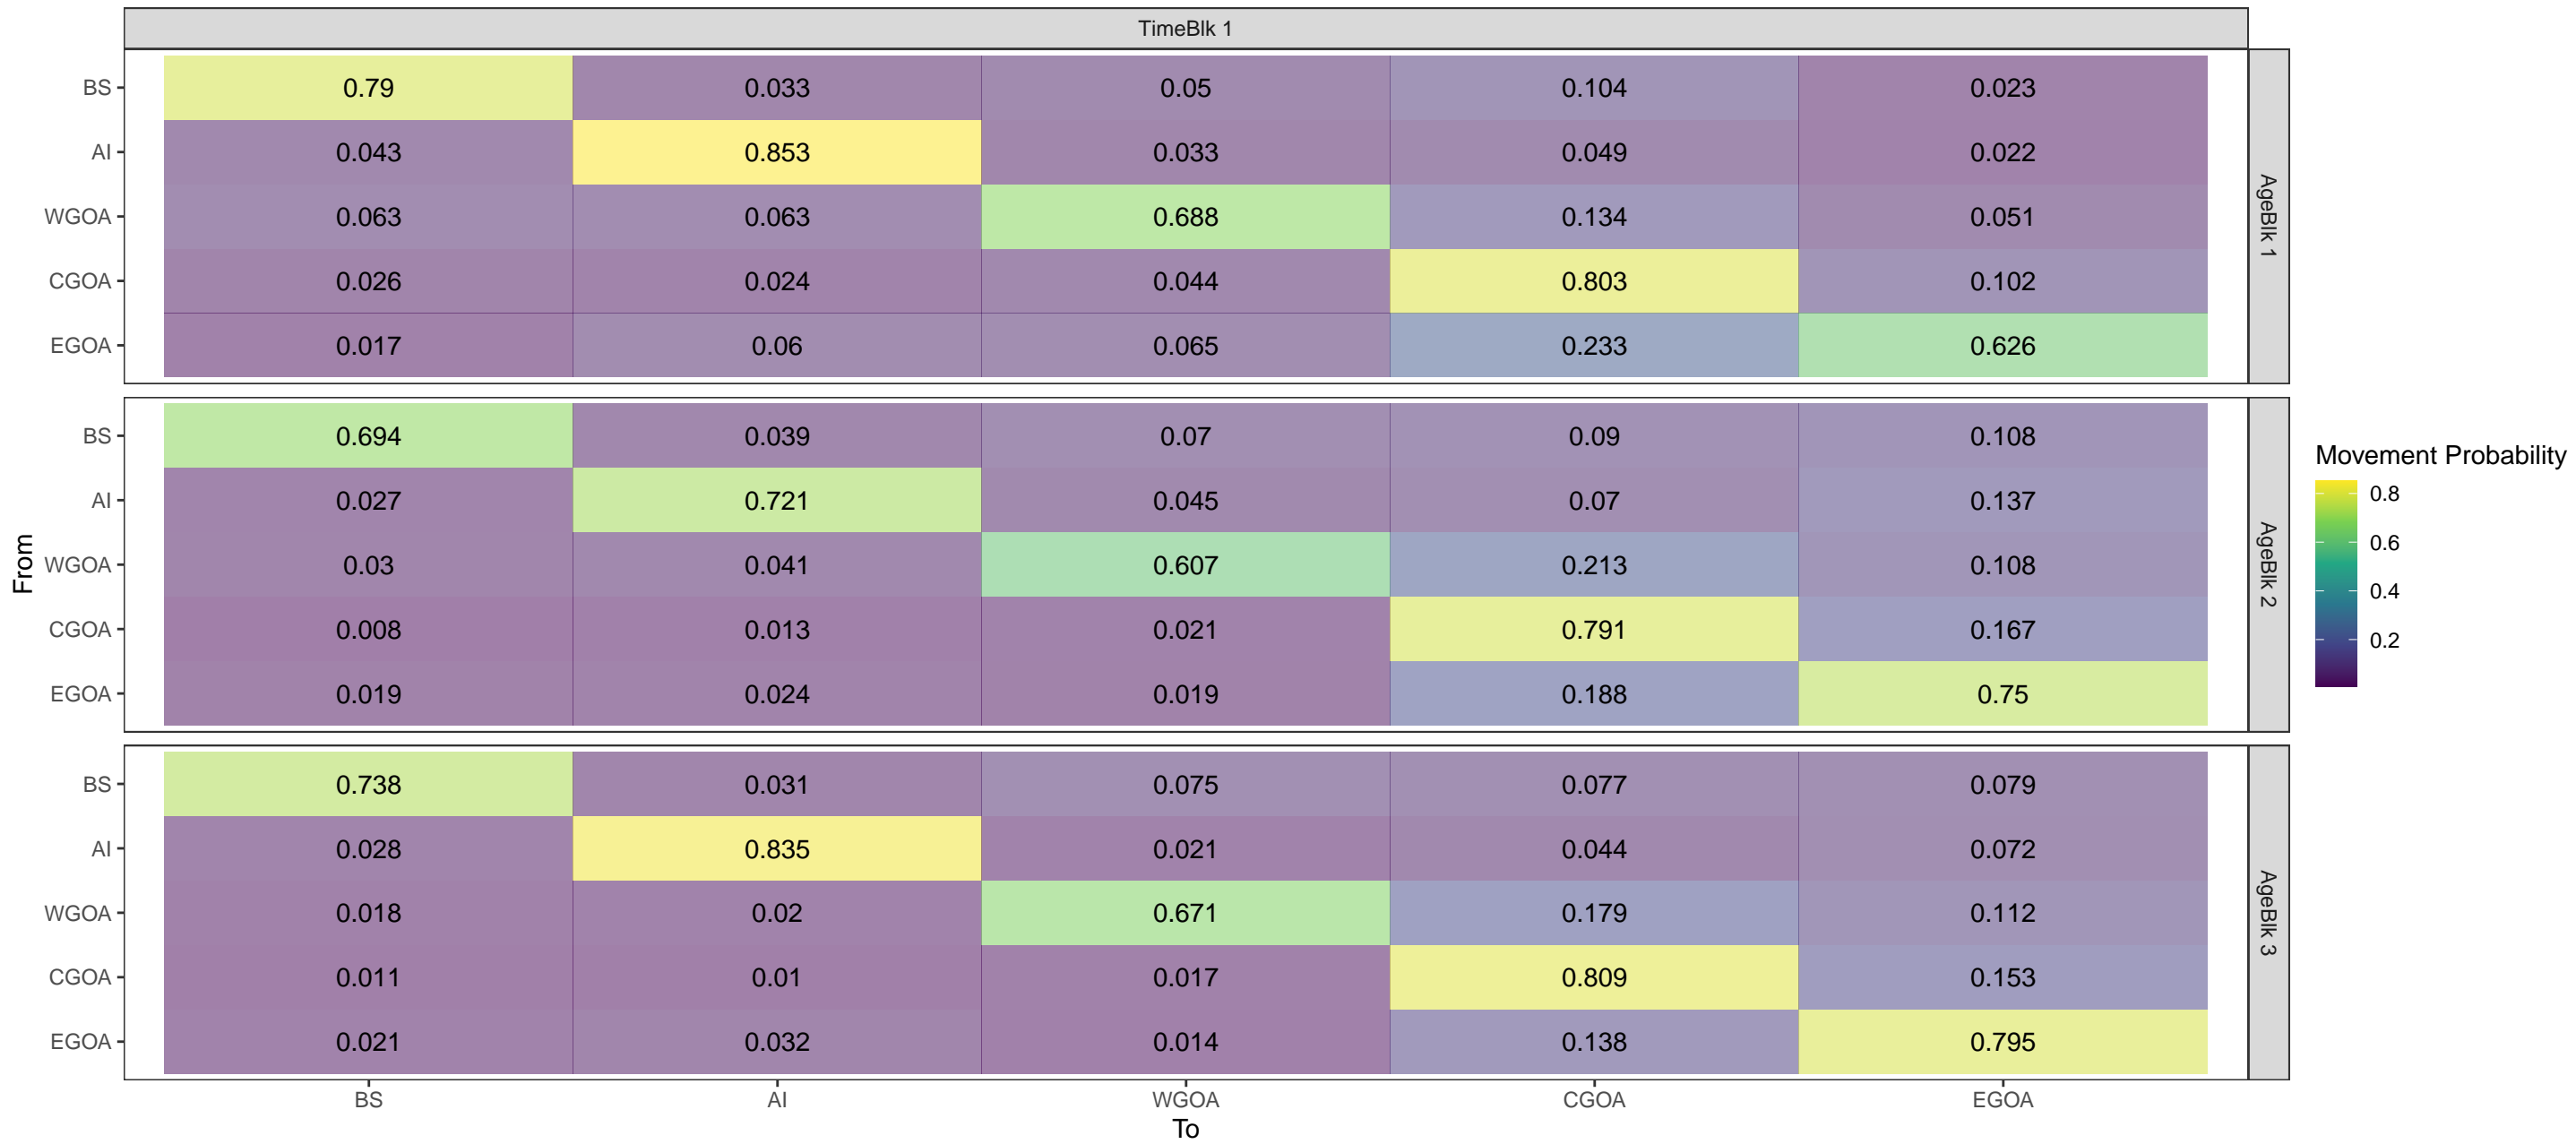 TimeBlk 1
BS 0.79 0.033 0.05 0.104 0.023
AI 0.043 0.853 0.033 0.049 0.022
WGOA 0.063 0.063 0.688 0.134 0.051
CGOA 0.026 0.024 0.044 0.803 0.102
EGOA 0.017 0.06 0.065 0.233 0.626
AgeBlk 1
BS 0.694 0.039 0.07 0.09 0.108
AI 0.027 0.721 0.045 0.07 0.137
WGOA 0.03 0.041 0.607 0.213 0.108
CGOA 0.008 0.013 0.021 0.791 0.167
EGOA 0.019 0.024 0.019 0.188 0.75
AgeBlk 2
BS 0.738 0.031 0.075 0.077 0.079
AI 0.028 0.835 0.021 0.044 0.072
WGOA 0.018 0.02 0.671 0.179 0.112
CGOA 0.011 0.01 0.017 0.809 0.153
EGOA 0.021 0.032 0.014 0.138 0.795
AgeBlk 3
BS AI WGOA CGOA EGOA
To
From
Movement Probability
0.8
0.6
0.4
0.2